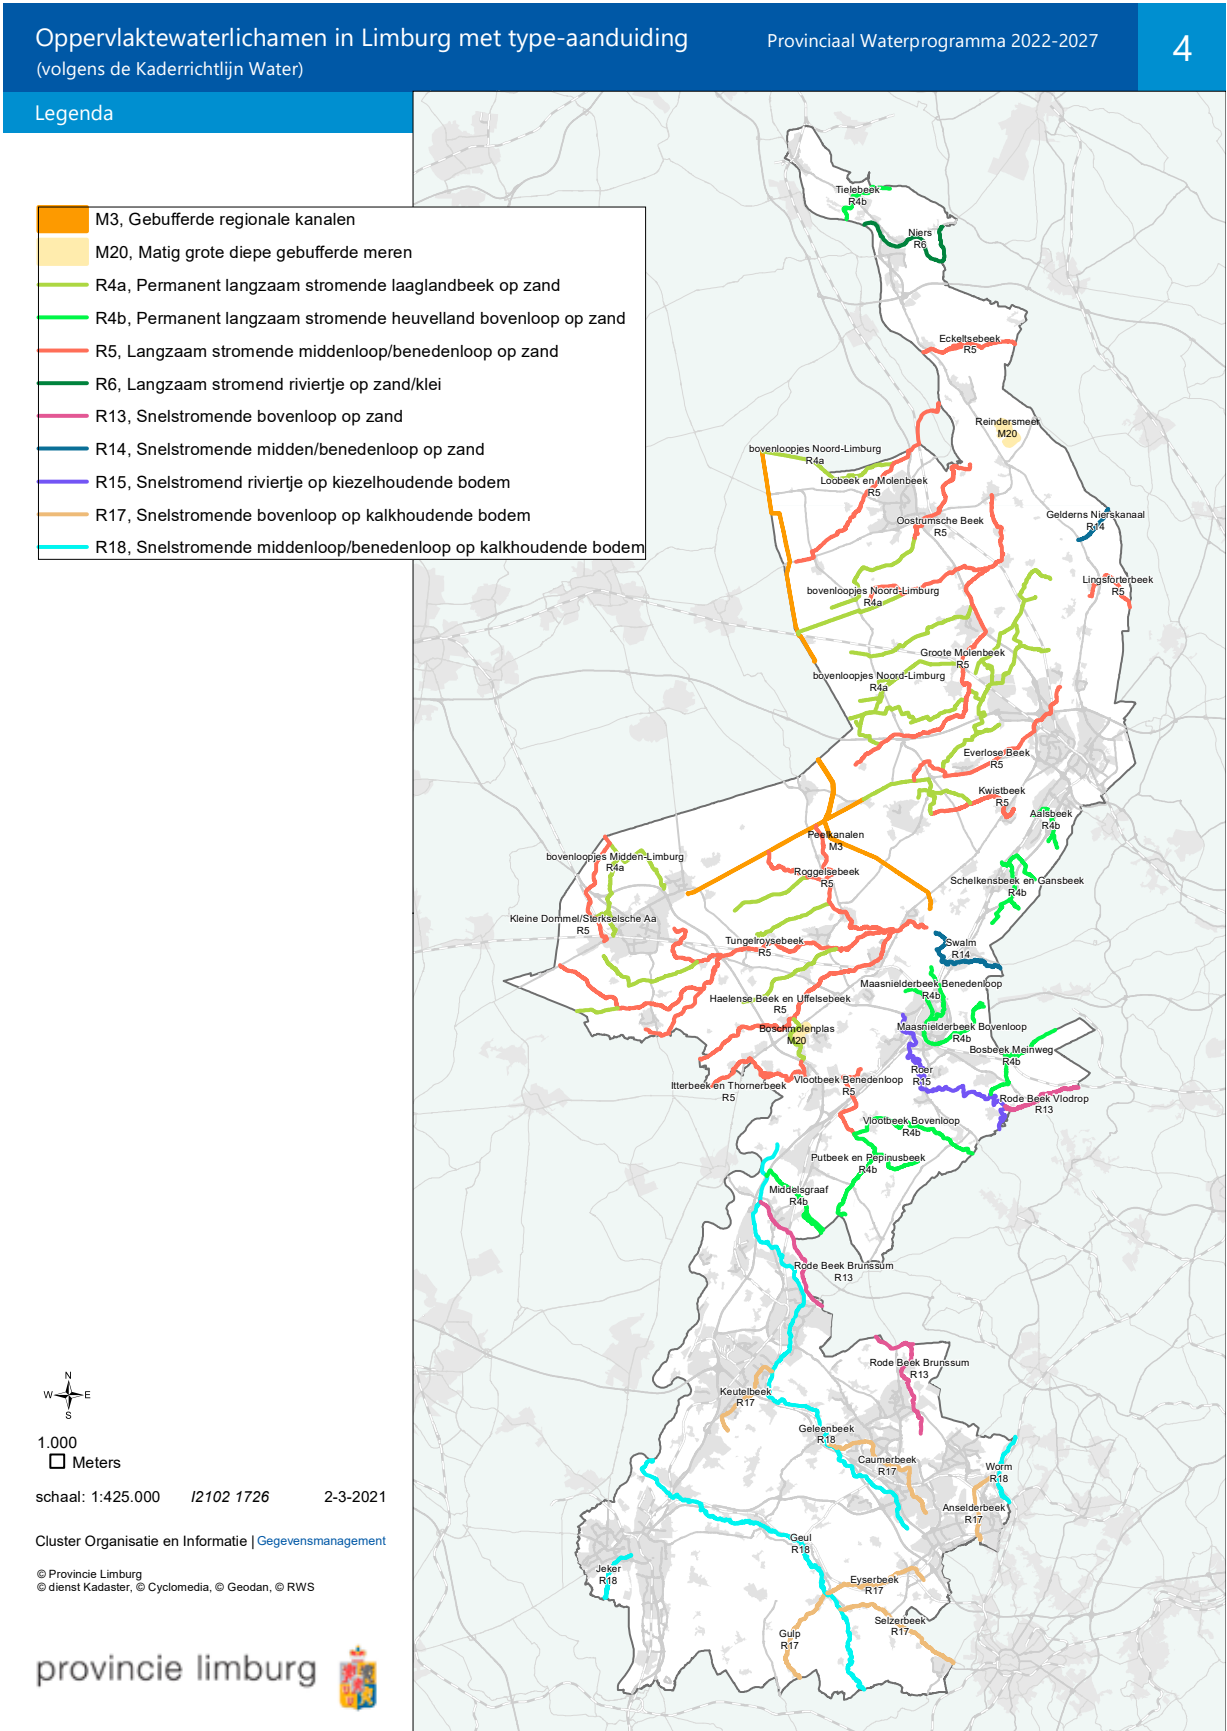 Oppervlaktewaterlichamen in Limburg met type-aanduiding
(volgens de Kaderrichtlijn Water)
Provinciaal Waterprogramma 2022-2027
4
Legenda
M3, Gebufferde regionale kanalen
M20, Matig grote diepe gebufferde meren
R4a, Permanent langzaam stromende laaglandbeek op zand
R4b, Permanent langzaam stromende heuvelland bovenloop op zand
R5, Langzaam stromende middenloop/benedenloop op zand
R6, Langzaam stromend riviertje op zand/klei
R13, Snelstromende bovenloop op zand
R14, Snelstromende midden/benedenloop op zand
R15, Snelstromend riviertje op kiezelhoudende bodem
R17, Snelstromende bovenloop op kalkhoudende bodem
R18, Snelstromende middenloop/benedenloop op kalkhoudende bodem
Tielebeek
R4b
Niers
R6
Eckeltsebeek
R5
Reindersmeer
M20
bovenloopjes Noord-Limburg
R4a
Loobeek en Molenbeek
R5
Oostrumsche Beek
R5
Gelderns Nierskanaal
R14
Lingsforterbeek
R5
bovenloopjes Noord-Limburg
R4a
Groote Molenbeek
R5
bovenloopjes Noord-Limburg
R4a
Everlose Beek
R5
Kwistbeek
R5
Aalsbeek
R4b
Peelkanalen
M3
bovenloopjes Midden-Limburg
R4a
Roggelsebeek
R5
Schelkensbeek en Gansbeek
R4b
Kleine Dommel/Sterkselsche Aa
R5
Tungelroysebeek
R5
Swalm
R14
Maasnielderbeek Benedenloop
R4b
Haelense Beek en Uffelsebeek
R5
Boschmolenplas
M20
Maasnielderbeek Bovenloop
R4b
Bosbeek Meinweg
R4b
Roer
R15
Itterbeek en Thornerbeek
R5
Vlootbeek Benedenloop
R5
Rode Beek Vlodrop
R13
Vlootbeek Bovenloop
R4b
Putbeek en Pepinusbeek
R4b
Middelsgraaf
R4b
Rode Beek Brunssum
R13
Rode Beek Brunssum
R13
Keutelbeek
R17
Geleenbeek
R18
Caumerbeek
R17
Worm
R18
Anselderbeek
R17
Geul
R18
Jeker
R18
Eyserbeek
R17
Selzerbeek
R17
Gulp
R17
N
W E
S
1.000
Meters
schaal: 1:425.000 I2102 1726 2-3-2021
Cluster Organisatie en Informatie | Gegevensmanagement
© Provincie Limburg
© dienst Kadaster, © Cyclomedia, © Geodan, © RWS
provincie limburg